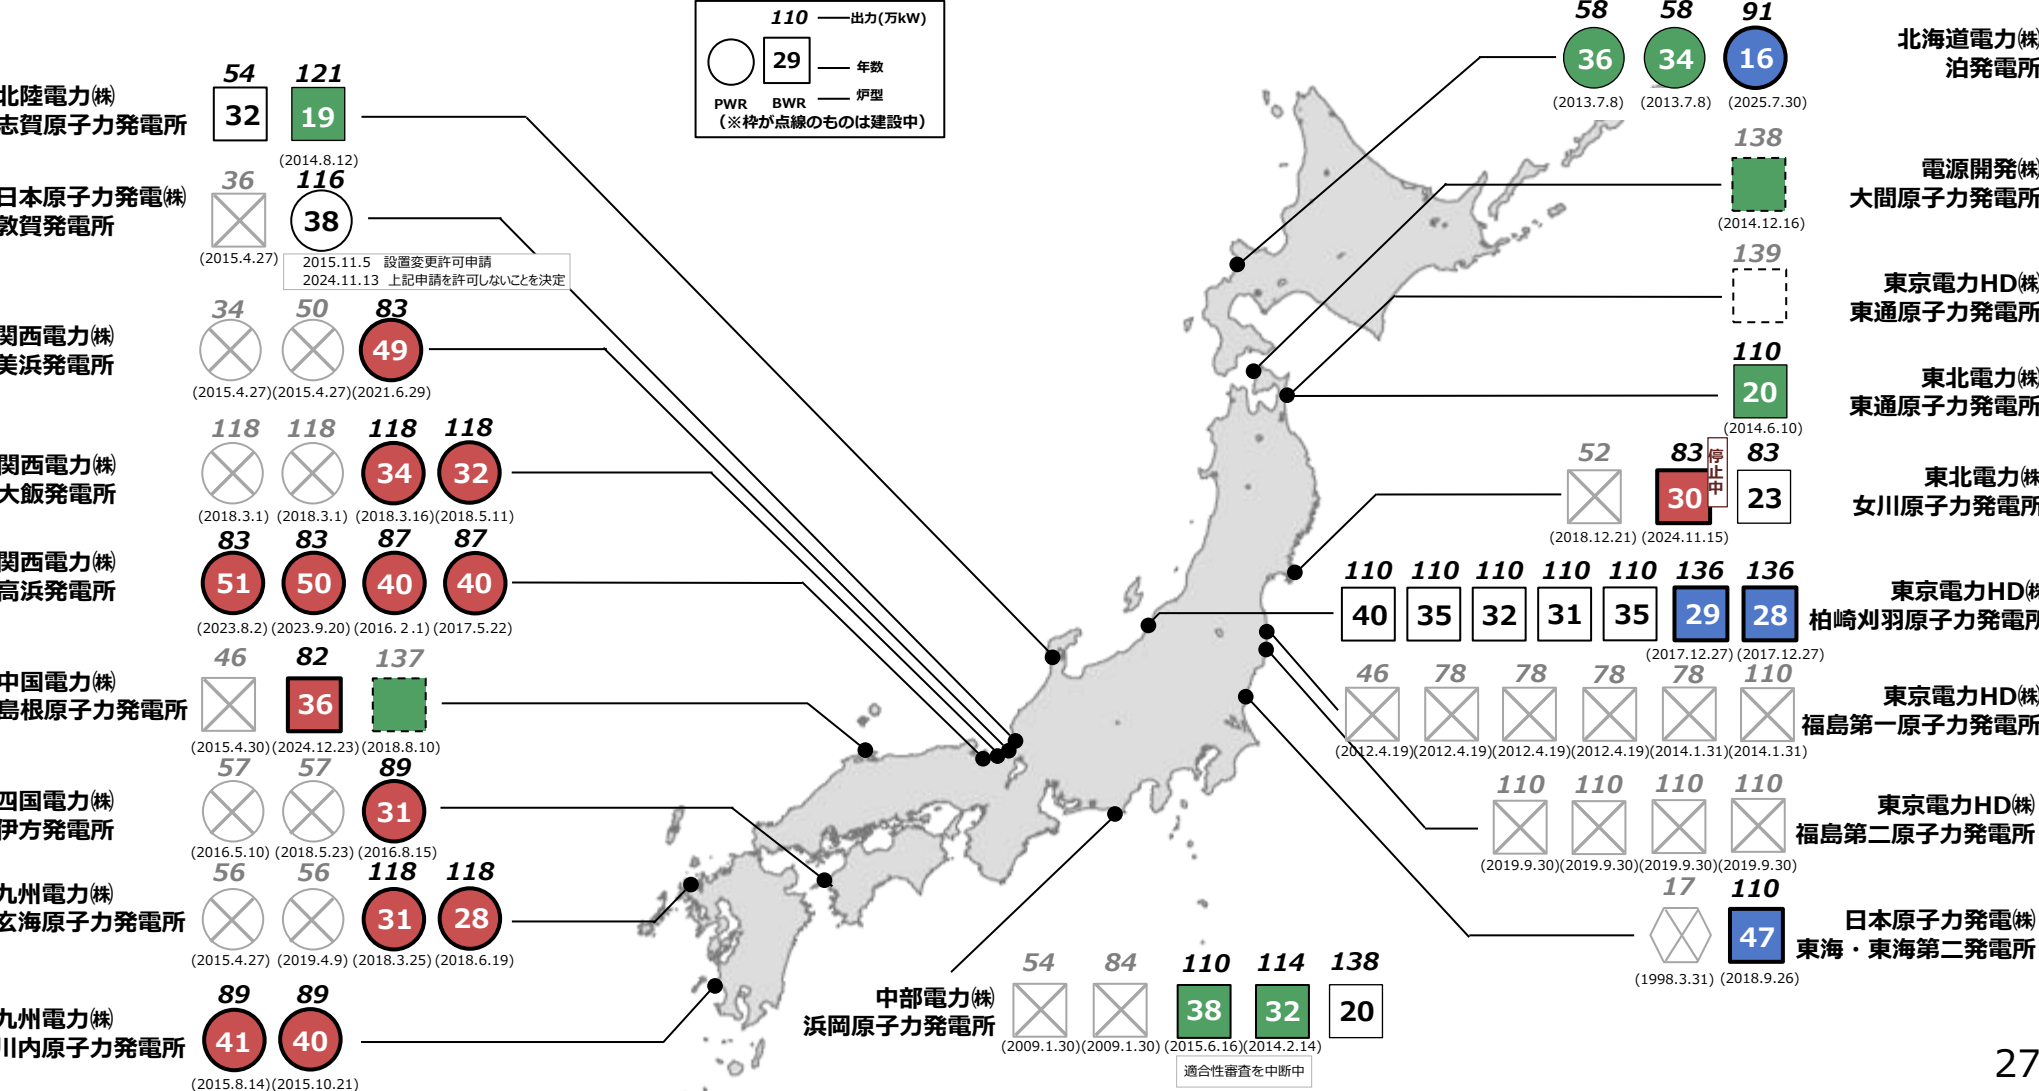 110 出力(万kW)
29 年数
PWR BWR 炉型
(※枠が点線のものは建設中)
54 121
北陸電力㈱
志賀原子力発電所
32 19
(2014.8.12)
36 116
日本原子力発電㈱
敦賀発電所
38
(2015.4.27)
2015.11.5 設置変更許可申請
2024.11.13 上記申請を許可しないことを決定
34 50 83
関西電力㈱
美浜発電所
49
(2015.4.27)(2015.4.27)(2021.6.29)
118 118 118 118
関西電力㈱
大飯発電所
34 32
(2018.3.1) (2018.3.1) (2018.3.16)(2018.5.11)
83 83 87 87
関西電力㈱
高浜発電所
51 50 40 40
(2023.8.2) (2023.9.20) (2016.2.1) (2017.5.22)
46 82 137
中国電力㈱
島根原子力発電所
36
(2015.4.30) (2024.12.23) (2018.8.10)
57 57 89
四国電力㈱
伊方発電所
31
(2016.5.10) (2018.5.23) (2016.8.15)
56 56 118 118
九州電力㈱
玄海原子力発電所
31 28
(2015.4.27) (2019.4.9) (2018.3.25) (2018.6.19)
89 89
九州電力㈱
川内原子力発電所
41 40
(2015.8.14)(2015.10.21)
58 58 91
北海道電力㈱
泊発電所
36 34 16
(2013.7.8) (2013.7.8) (2025.7.30)
138
電源開発㈱
大間原子力発電所
(2014.12.16)
139
東京電力HD㈱
東通原子力発電所
110
東北電力㈱
東通原子力発電所
20
(2014.6.10)
52 83 83
停止中
東北電力㈱
女川原子力発電所
30 23
(2018.12.21) (2024.11.15)
110 110 110 110 110 136 136
東京電力HD㈱
柏崎刈羽原子力発電所
40 35 32 31 35 29 28
(2017.12.27) (2017.12.27)
46 78 78 78 78 110
東京電力HD㈱
福島第一原子力発電所
(2012.4.19)(2012.4.19)(2012.4.19)(2012.4.19)(2014.1.31)(2014.1.31)
110 110 110 110
東京電力HD㈱
福島第二原子力発電所
(2019.9.30)(2019.9.30)(2019.9.30)(2019.9.30)
17 110
日本原子力発電㈱
東海・東海第二発電所
47
(1998.3.31) (2018.9.26)
54 84 110 114 138
中部電力㈱
浜岡原子力発電所
38 32 20
(2009.1.30)(2009.1.30) (2015.6.16)(2014.2.14)
適合性審査を中断中
27